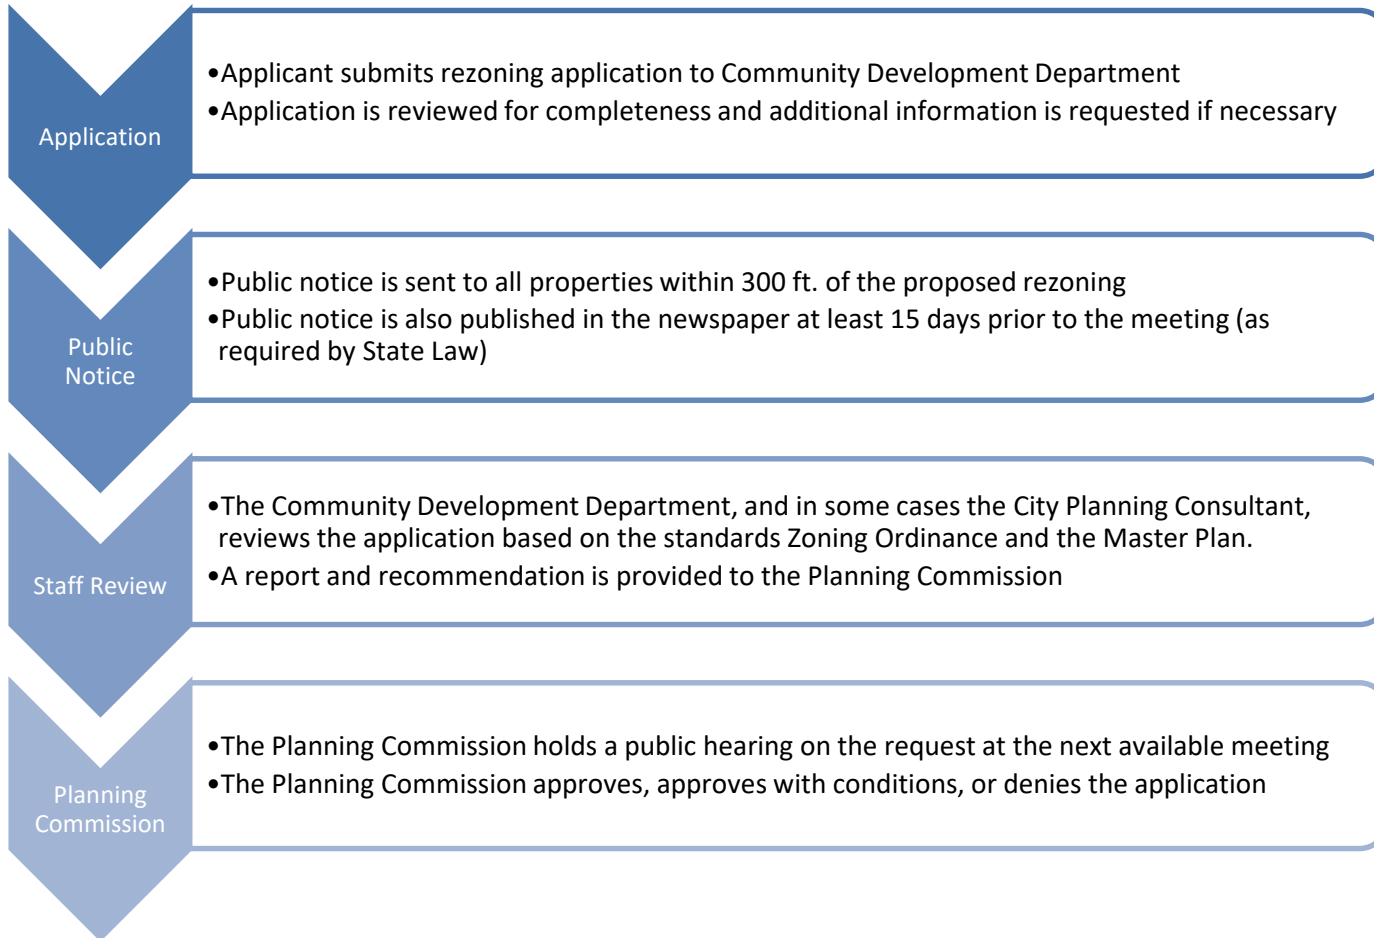 Application
•Applicant submits rezoning application to Community Development Department
•Application is reviewed for completeness and additional information is requested if necessary
Public
Notice
•Public notice is sent to all properties within 300 ft. of the proposed rezoning
•Public notice is also published in the newspaper at least 15 days prior to the meeting (as
required by State Law)
Staff Review
•The Community Development Department, and in some cases the City Planning Consultant,
reviews the application based on the standards Zoning Ordinance and the Master Plan.
•A report and recommendation is provided to the Planning Commission
Planning
Commission
•The Planning Commission holds a public hearing on the request at the next available meeting
•The Planning Commission approves, approves with conditions, or denies the application